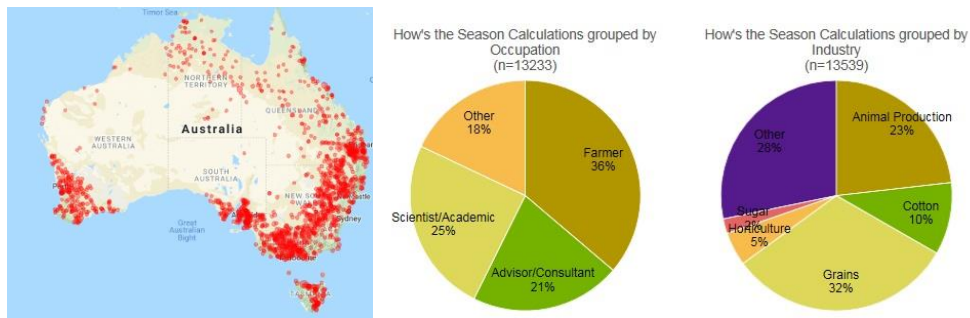 Timor Sea
NORTHERN
TERRITORY
QUEENSLAND
Australia
WESTERN
AUSTRALIA
SOUTH
AUSTRALIA
NEW SO
Great
Australian
Bight
Sydney
How's the Season Calculations grouped by
Occupation
(n=13233)
Other
18%
Farmer
36%
Scientist/Academic
25%
Advisor/Consultant
21%
How's the Season Calculations grouped by
Industry
(n=13539)
Other
28%
Animal Production
23%
Sugar
Cotton
10%
Horticulture
5%
Grains
32%